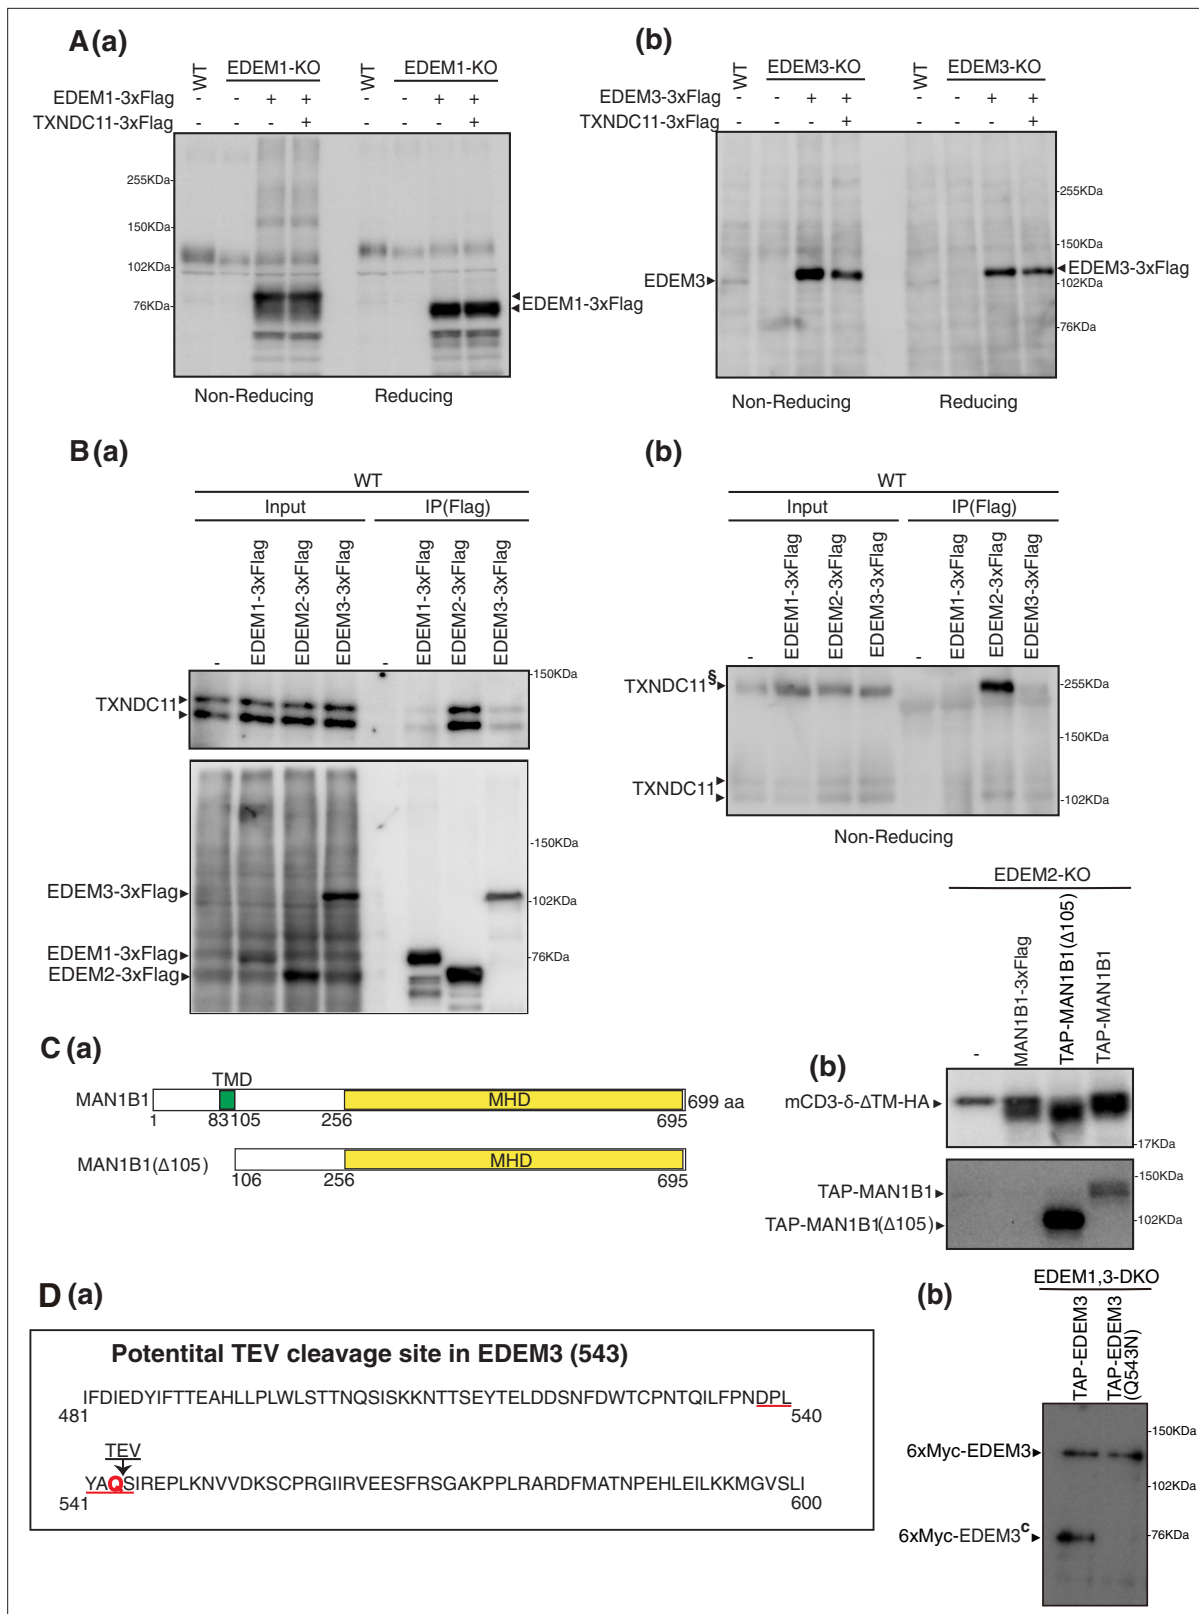 A (a)
WT
EDEM1-KO
WT
EDEM1-KO
EDEM1-3xFlag - - + + - - + +
TXNDC11-3xFlag - - - + - - - +
255KDa-
150KDa-
102KDa-
76KDa-
EDEM1-3xFlag
Non-Reducing
Reducing
(b)
WT
EDEM3-KO
WT
EDEM3-KO
EDEM3-3xFlag - - + + - - + +
TXNDC11-3xFlag - - - + - - - +
EDEM3
-255KDa
-150KDa
EDEM3-3xFlag
-102KDa
-76KDa
Non-Reducing
Reducing
B (a)
WT
Input
IP(Flag)
-
EDEM1-3xFlag
EDEM2-3xFlag
EDEM3-3xFlag
-
EDEM1-3xFlag
EDEM2-3xFlag
EDEM3-3xFlag
TXNDC11
-150KDa
-150KDa
EDEM3-3xFlag
-102KDa
EDEM1-3xFlag
-76KDa
EDEM2-3xFlag
(b)
WT
Input
IP(Flag)
-
EDEM1-3xFlag
EDEM2-3xFlag
EDEM3-3xFlag
-
EDEM1-3xFlag
EDEM2-3xFlag
EDEM3-3xFlag
TXNDC11§
-255KDa
-150KDa
TXNDC11
-102KDa
Non-Reducing
C (a)
TMD
MAN1B1
MHD
699 aa
1 83 105 256 695
MAN1B1(Δ105)
MHD
106 256 695
(b)
EDEM2-KO
-
MAN1B1-3xFlag
TAP-MAN1B1(Δ105)
TAP-MAN1B1
mCD3-δ-ΔTM-HA
-17KDa
-150KDa
TAP-MAN1B1
TAP-MAN1B1(Δ105)
-102KDa
D (a)
Potentital TEV cleavage site in EDEM3 (543)
IFDIEDYIFTTEAHLLPLWLSTTNQSISKKNTTSEYTELDDSNFDWTCPNTQILFPNDPL
481 540
TEV
YAQSIREPLKNVVDKSCPRGIIRVEESFRSGAKPPLRARDFMATNPEHLEILKKMGVSLI
541 600
(b)
EDEM1,3-DKO
TAP-EDEM3
TAP-EDEM3
(Q543N)
-150KDa
6xMyc-EDEM3
-102KDa
6xMyc-EDEM3c
-76KDa